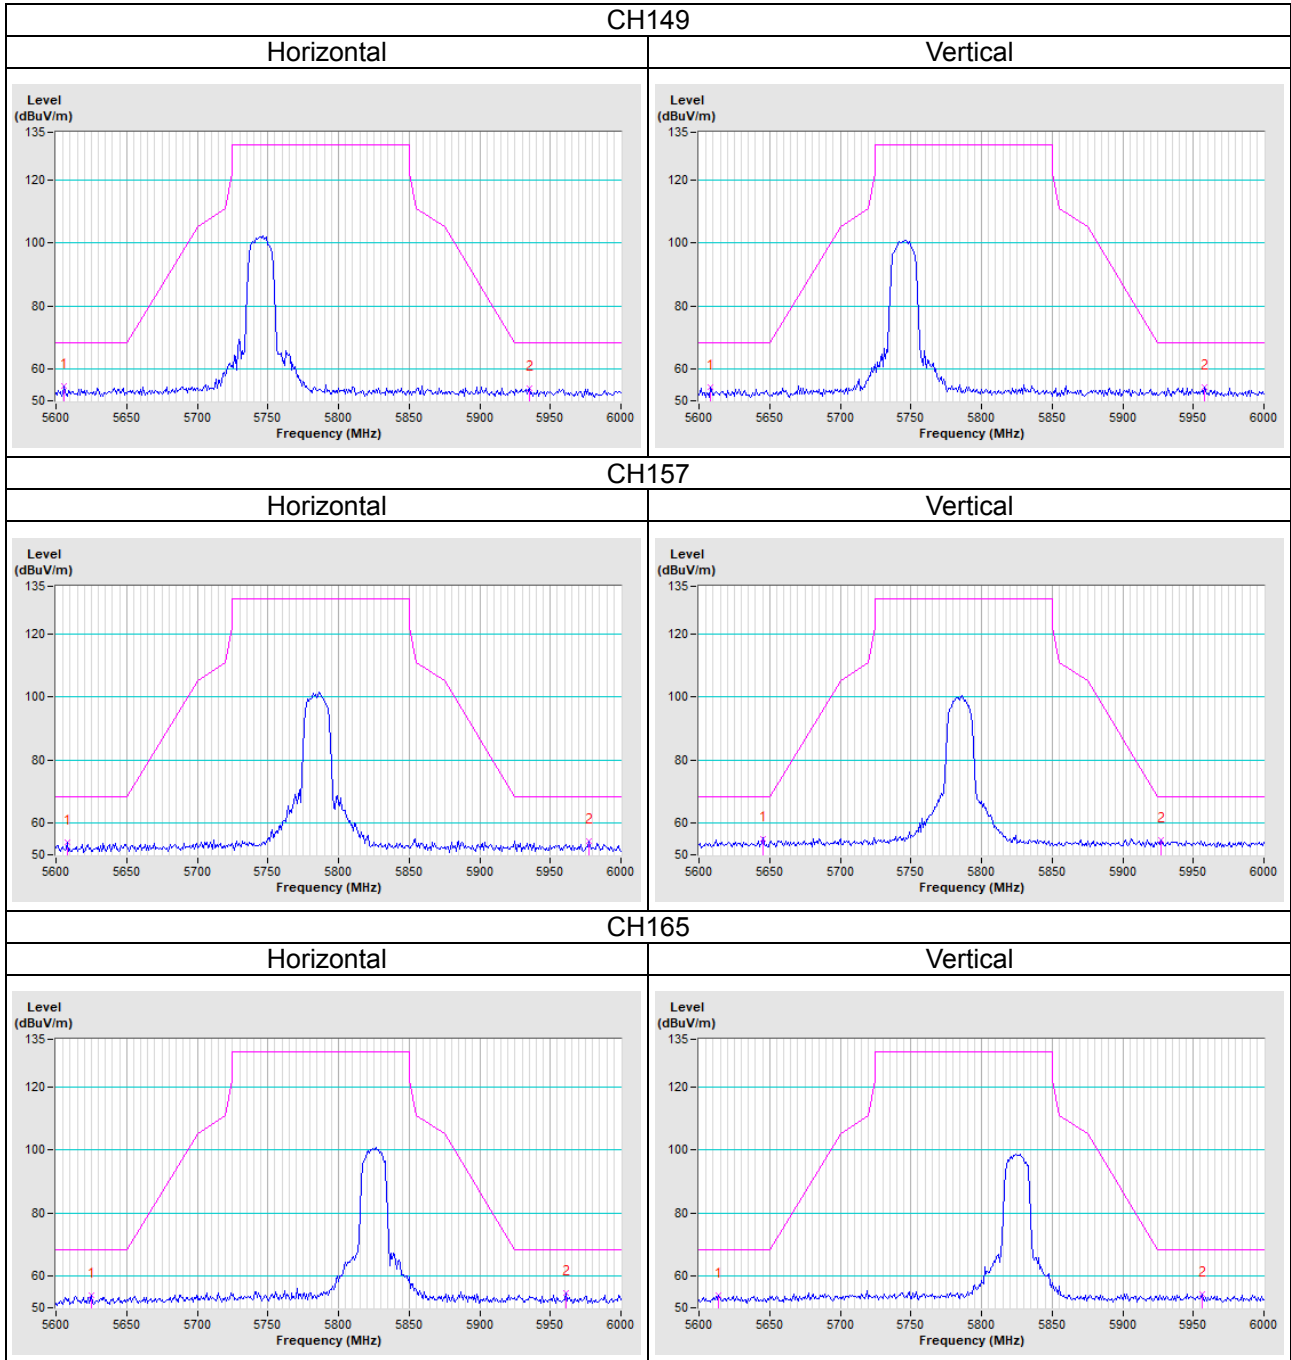 CH149
Horizontal Vertical
Level Level
(dBuV/m) (dBuV/m)
135 135
120 120
100 100
80 80
1 2 1 2
60 60
50 50
5600 5650 5700 5750 5800 5850 5900 5950 6000 5600 5650 5700 5750 5800 5850 5900 5950 6000
Frequency (MHz) Frequency (MHz)
CH157
Horizontal Vertical
Level Level
(dBuV/m) (dBuV/m)
135 135
120 120
100 100
80 80
1 2 1 2
60 60
50 50
5600 5650 5700 5750 5800 5850 5900 5950 6000 5600 5650 5700 5750 5800 5850 5900 5950 6000
Frequency (MHz) Frequency (MHz)
CH165
Horizontal Vertical
Level Level
(dBuV/m) (dBuV/m)
135 135
120 120
100 100
80 80
1 2 1 2
60 60
50 50
5600 5650 5700 5750 5800 5850 5900 5950 6000 5600 5650 5700 5750 5800 5850 5900 5950 6000
Frequency (MHz) Frequency (MHz)